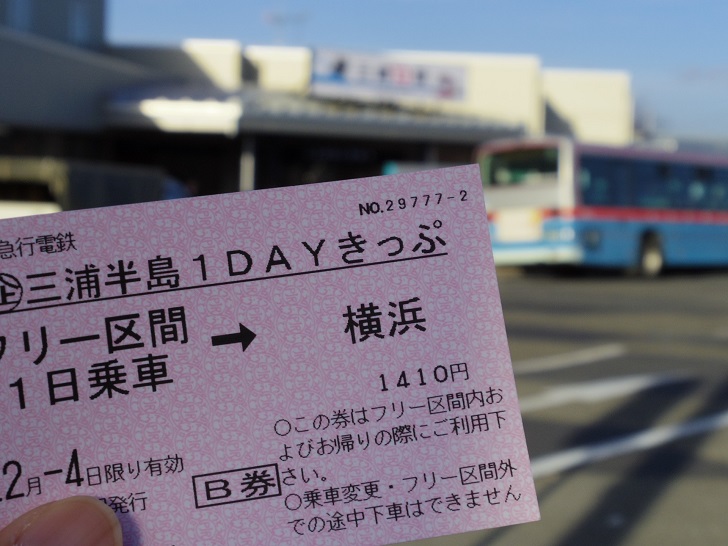 NO.29777-2
急行電鉄
企三浦半島1DAYきっぷ
フリー区間 → 横浜
1日乗車
1410円
○この券はフリー区間内お
よびお帰りの際にご利用下
さい。
2月-4日限り有効
B券
発行
○乗車変更・フリー区間外
での途中下車はできません